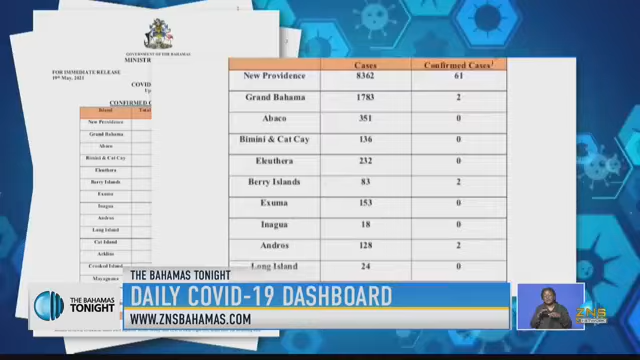 GOVERNMENT OF THE BAHAMAS
FOR IMMEDIATE RELEASE
19th May, 2021
CONFIRMED
Island
New Providence
Grand Bahama
Abaco
Bimini & Cat Cay
Eleuthera
Berry Islands
Exuma
Inagua
Andros
Long Island
Cat Island
Acklins
Crooked Island
Mayaguana
Cases Confirmed Cases
New Providence 8362 61
Grand Bahama 1783 2
Abaco 351 0
Bimini & Cat Cay 136 0
Eleuthera 232 0
Berry Islands 83 2
Exuma 153 0
Inagua 18 0
Andros 128 2
Long Island 24 0
THE BAHAMAS TONIGHT
DAILY COVID-19 DASHBOARD
WWW.ZNSBAHAMAS.COM
THE BAHAMAS
TONIGHT
ZNS
NETWORK